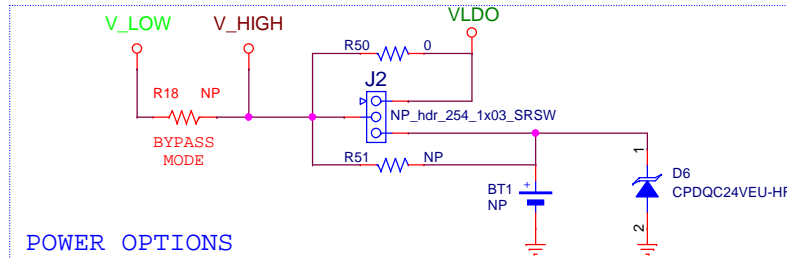 VLDO
V_LOW V_HIGH
R50 0
J2
R18 NP
NP_hdr_254_1x03_SRSW
BYPASS
MODE
R51 NP
1
D6
CPDQC24VEU-HF
BT1
NP
+
2
POWER OPTIONS